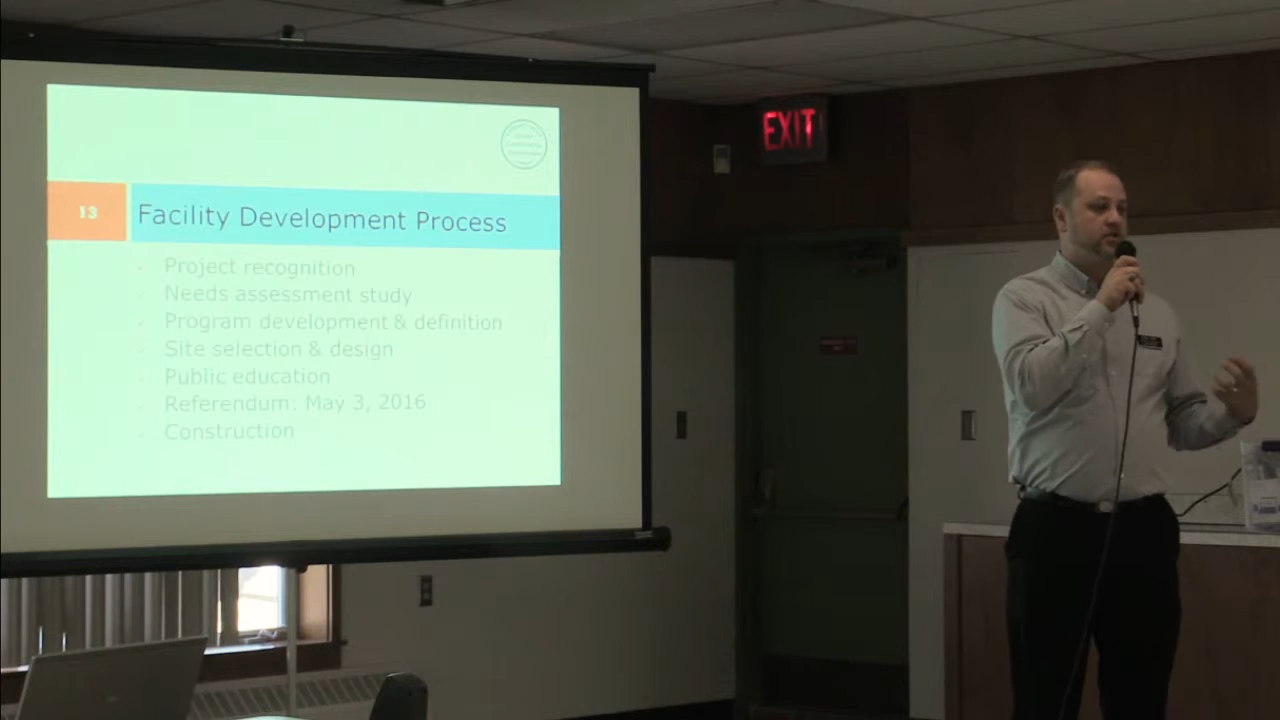 13
Facility Development Process
Project recognition
Needs assessment study
Program development & definition
Site selection & design
Public education
Referendum: May 3, 2016
Construction
EXIT